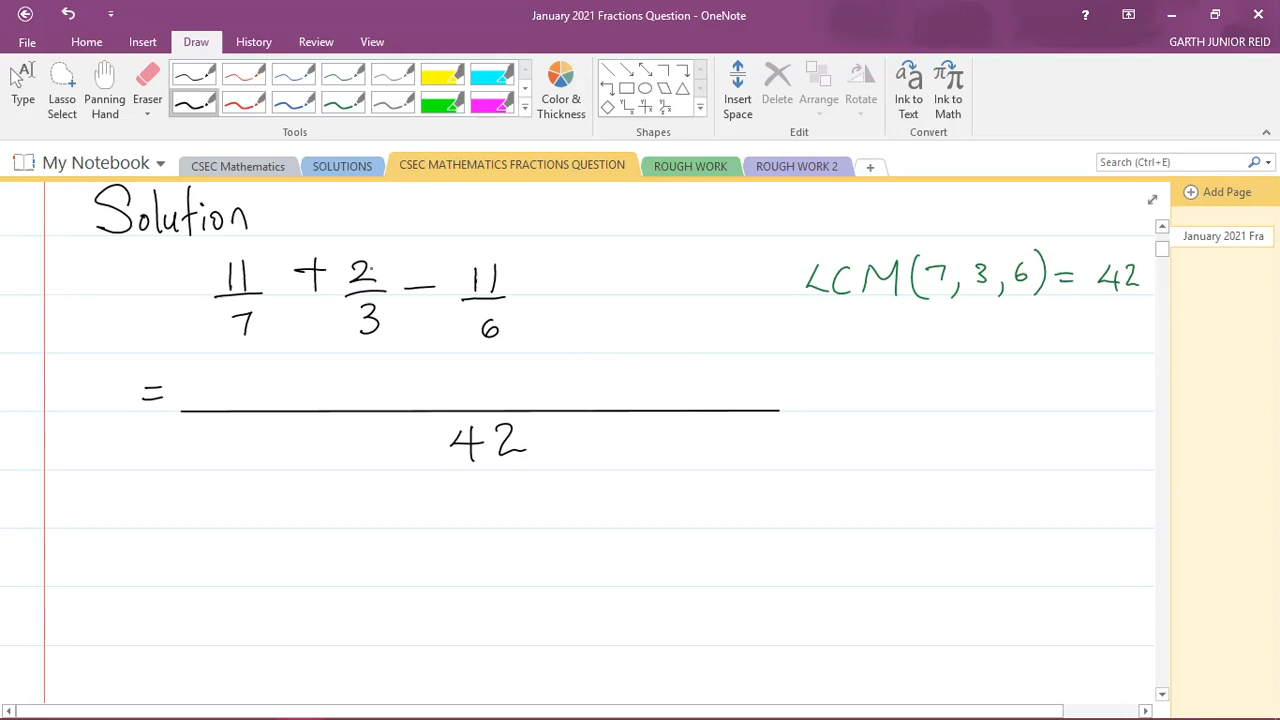 January 2021 Fractions Question - OneNote
File Home Insert Draw History Review View GARTH JUNIOR REID
Type Lasso Select Panning Hand Eraser Color & Thickness Insert Space Delete Arrange Rotate Ink to Text Ink to Math
Tools Shapes Edit Convert
My Notebook CSEC Mathematics SOLUTIONS CSEC MATHEMATICS FRACTIONS QUESTION ROUGH WORK ROUGH WORK 2 Search (Ctrl+E)
Add Page
January 2021 Fra
Solution
11/7 + 2/3 - 11/6
LCM(7, 3, 6) = 42
=
42